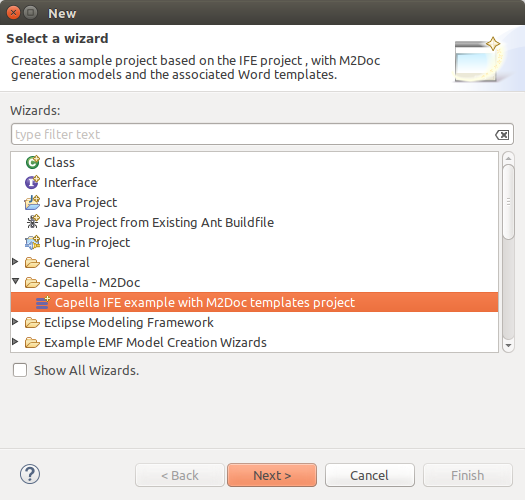 New
Select a wizard
Creates a sample project based on the IFE project , with M2Doc
generation models and the associated Word templates.
Wizards:
type filter text
Class
Interface
Java Project
Java Project from Existing Ant Buildfile
Plug-in Project
General
Capella - M2Doc
Capella IFE example with M2Doc templates project
Eclipse Modeling Framework
Example EMF Model Creation Wizards
Show All Wizards.
? < Back Next > Cancel Finish